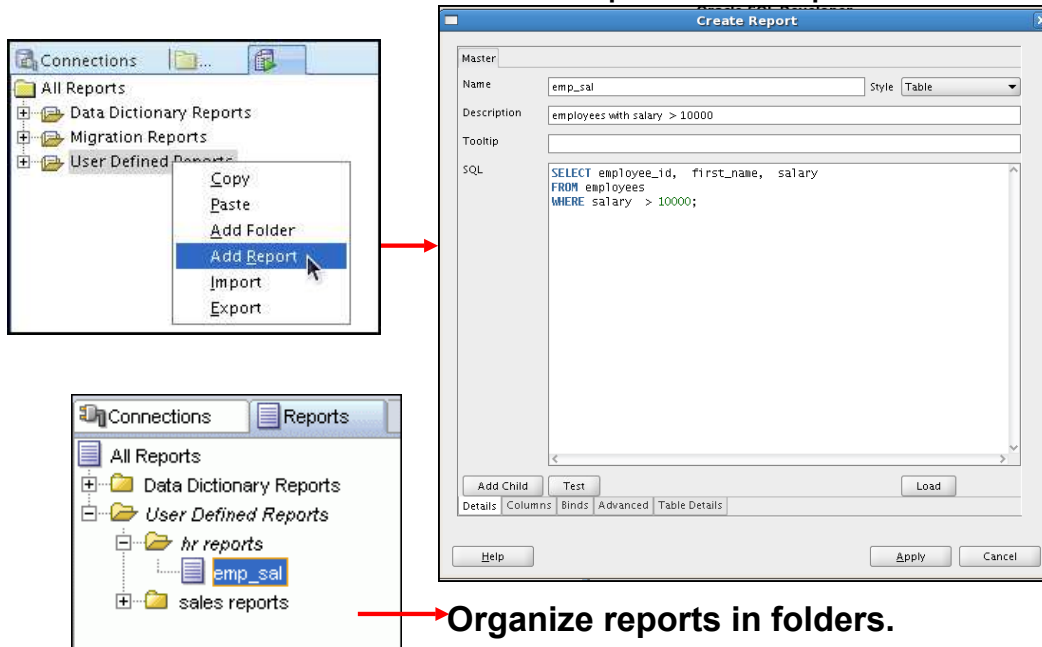 Create Report
Connections
...
All Reports
Data Dictionary Reports
Migration Reports
User Defined Reports
Copy
Paste
Add Folder
Add Report
Import
Export
Master
Name emp_sal Style Table
Description employees with salary > 10000
Tooltip
SQL SELECT employee_id, first_name, salary
FROM employees
WHERE salary > 10000;
Add Child Test Load
Details Columns Binds Advanced Table Details
Help Apply Cancel
Connections Reports
All Reports
Data Dictionary Reports
User Defined Reports
hr reports
emp_sal
sales reports
Organize reports in folders.